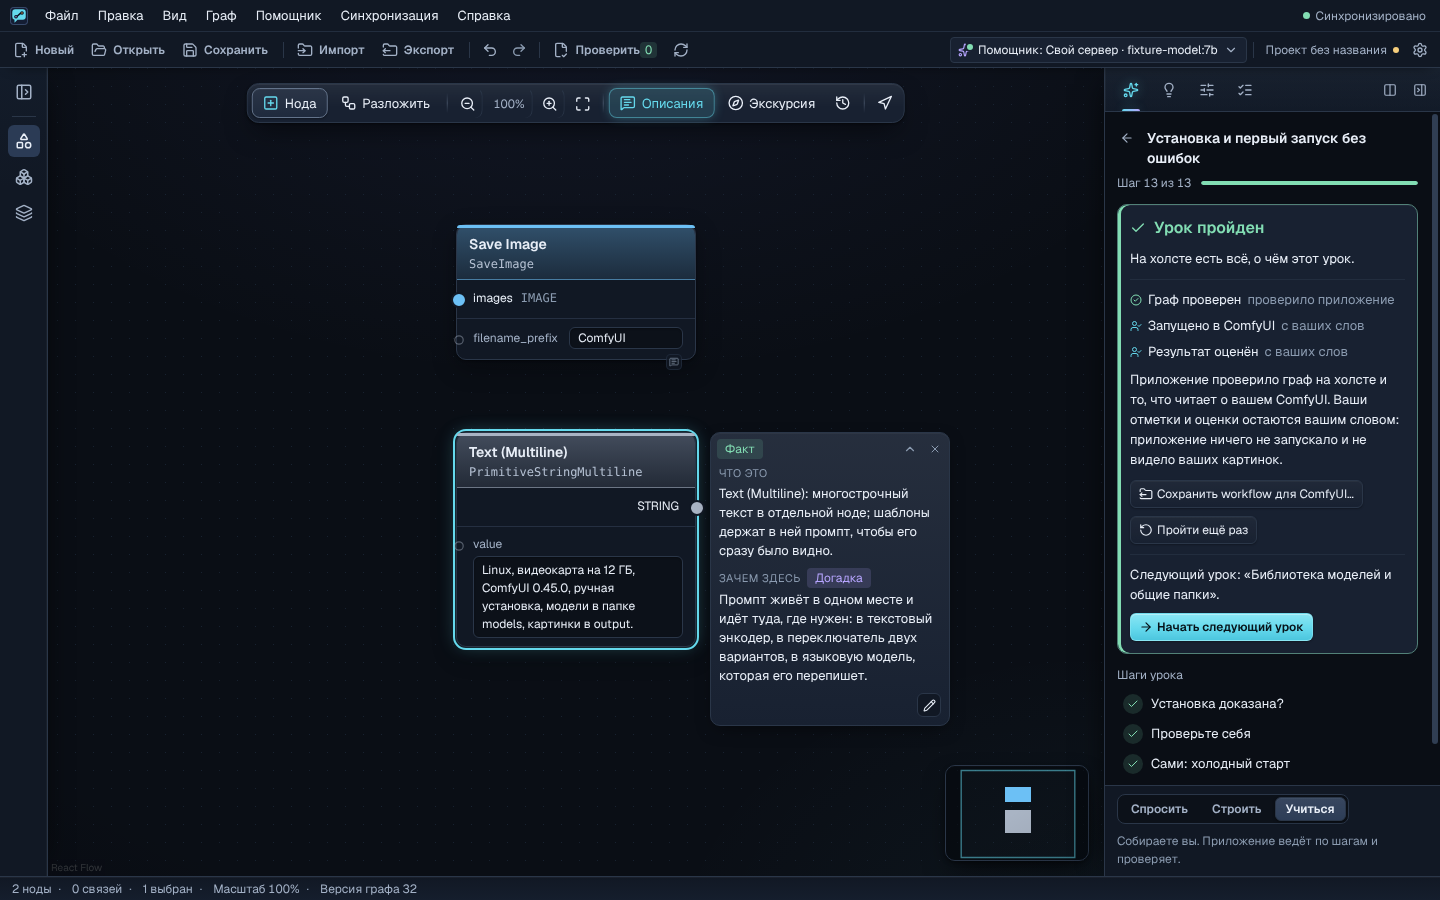 Файл Правка Вид Граф Помощник Синхронизация Справка Синхронизировано
Новый Открыть Сохранить Импорт Экспорт Проверить 0 Помощник: Свой сервер · fixture-model:7b Проект без названия
Нода Разложить 100% Описания Экскурсия
Save Image
SaveImage
images IMAGE
filename_prefix ComfyUI
Text (Multiline)
PrimitiveStringMultiline
STRING
value
Linux, видеокарта на 12 ГБ,
ComfyUI 0.45.0, ручная
установка, модели в папке
models, картинки в output.
Факт
ЧТО ЭТО
Text (Multiline): многострочный
текст в отдельной ноде; шаблоны
держат в ней промпт, чтобы его
сразу было видно.
ЗАЧЕМ ЗДЕСЬ Догадка
Промпт живёт в одном месте и
идёт туда, где нужен: в текстовый
энкодер, в переключатель двух
вариантов, в языковую модель,
которая его перепишет.
React Flow
Установка и первый запуск без
ошибок
Шаг 13 из 13
Урок пройден
На холсте есть всё, о чём этот урок.
Граф проверен проверило приложение
Запущено в ComfyUI с ваших слов
Результат оценён с ваших слов
Приложение проверило граф на холсте и
то, что читает о вашем ComfyUI. Ваши
отметки и оценки остаются вашим словом:
приложение ничего не запускало и не
видело ваших картинок.
Сохранить workflow для ComfyUI...
Пройти ещё раз
Следующий урок: «Библиотека моделей и
общие папки».
Начать следующий урок
Шаги урока
Установка доказана?
Проверьте себя
Сами: холодный старт
Спросить Строить Учиться
Собираете вы. Приложение ведёт по шагам и
проверяет.
2 ноды · 0 связей · 1 выбран · Масштаб 100% · Версия графа 32